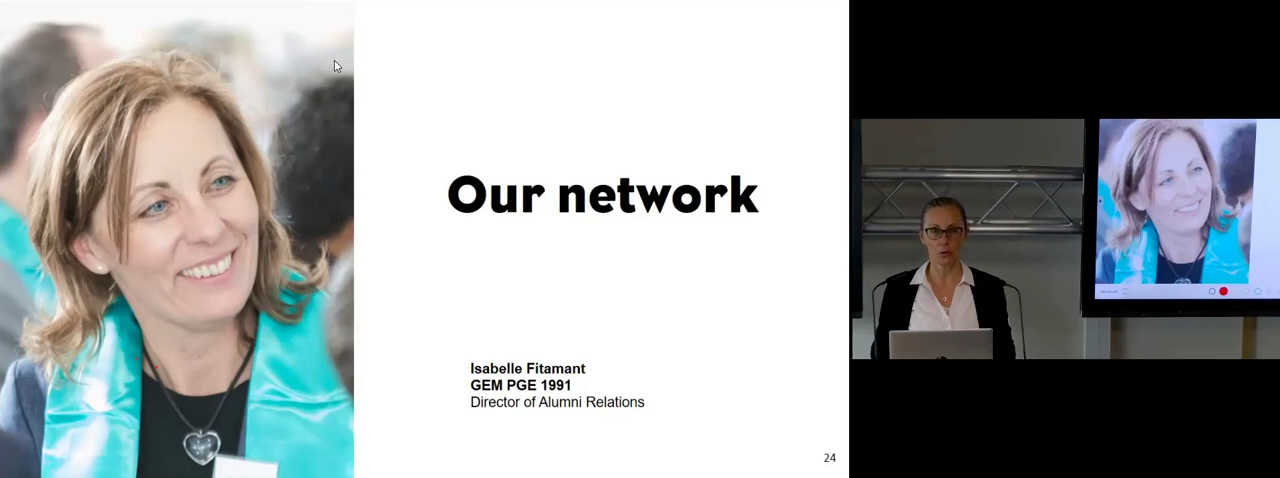 Our network
Isabelle Fitamant
GEM PGE 1991
Director of Alumni Relations
24